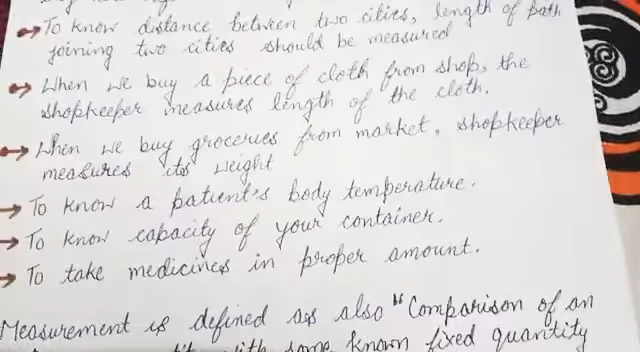 To know distance between two cities, length of path
joining two cities should be measured
When we buy a piece of cloth from shop, the
shopkeeper measures length of the cloth.
When we buy groceries from market, shopkeeper
measures its weight
To know a patient's body temperature.
To know capacity of your container.
To take medicines in proper amount.
Measurement is defined as also "Comparison of an
with some known fixed quantity